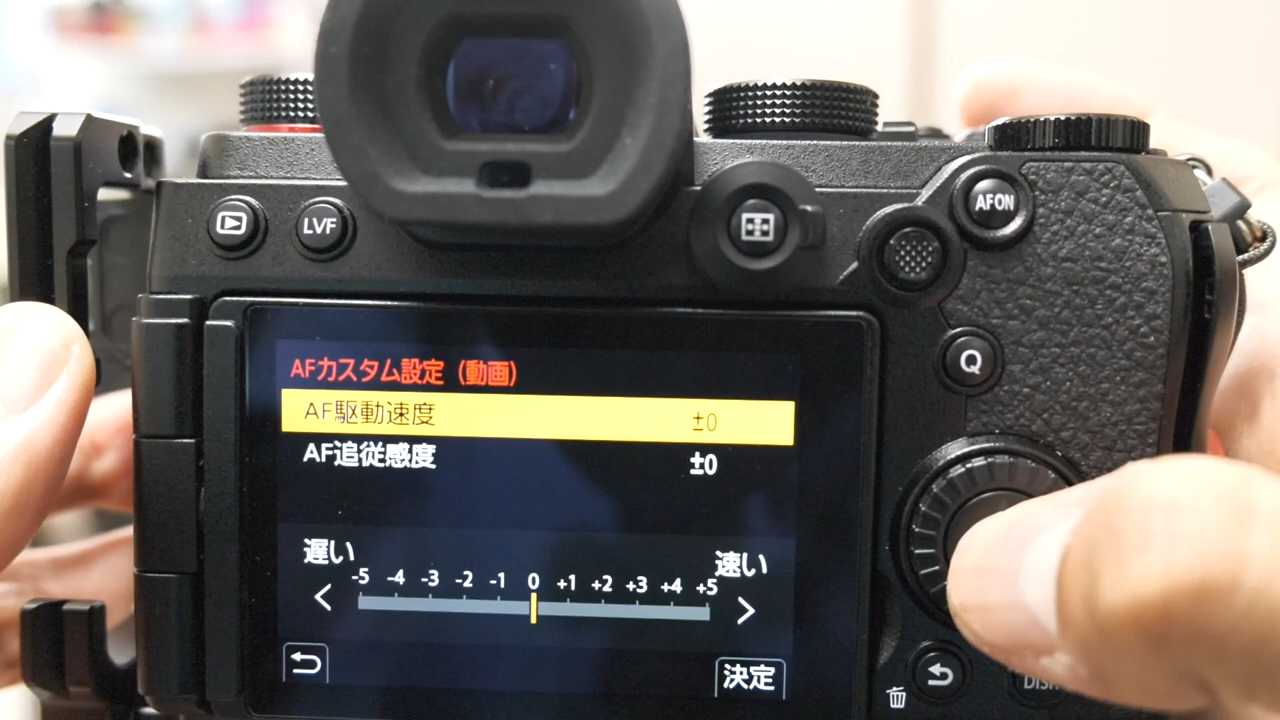 LVF
AF ON
Q
AFカスタム設定（動画）
AF駆動速度 ±0
AF追従感度 ±0
遅い 速い
-5 -4 -3 -2 -1 0 +1 +2 +3 +4 +5
決定